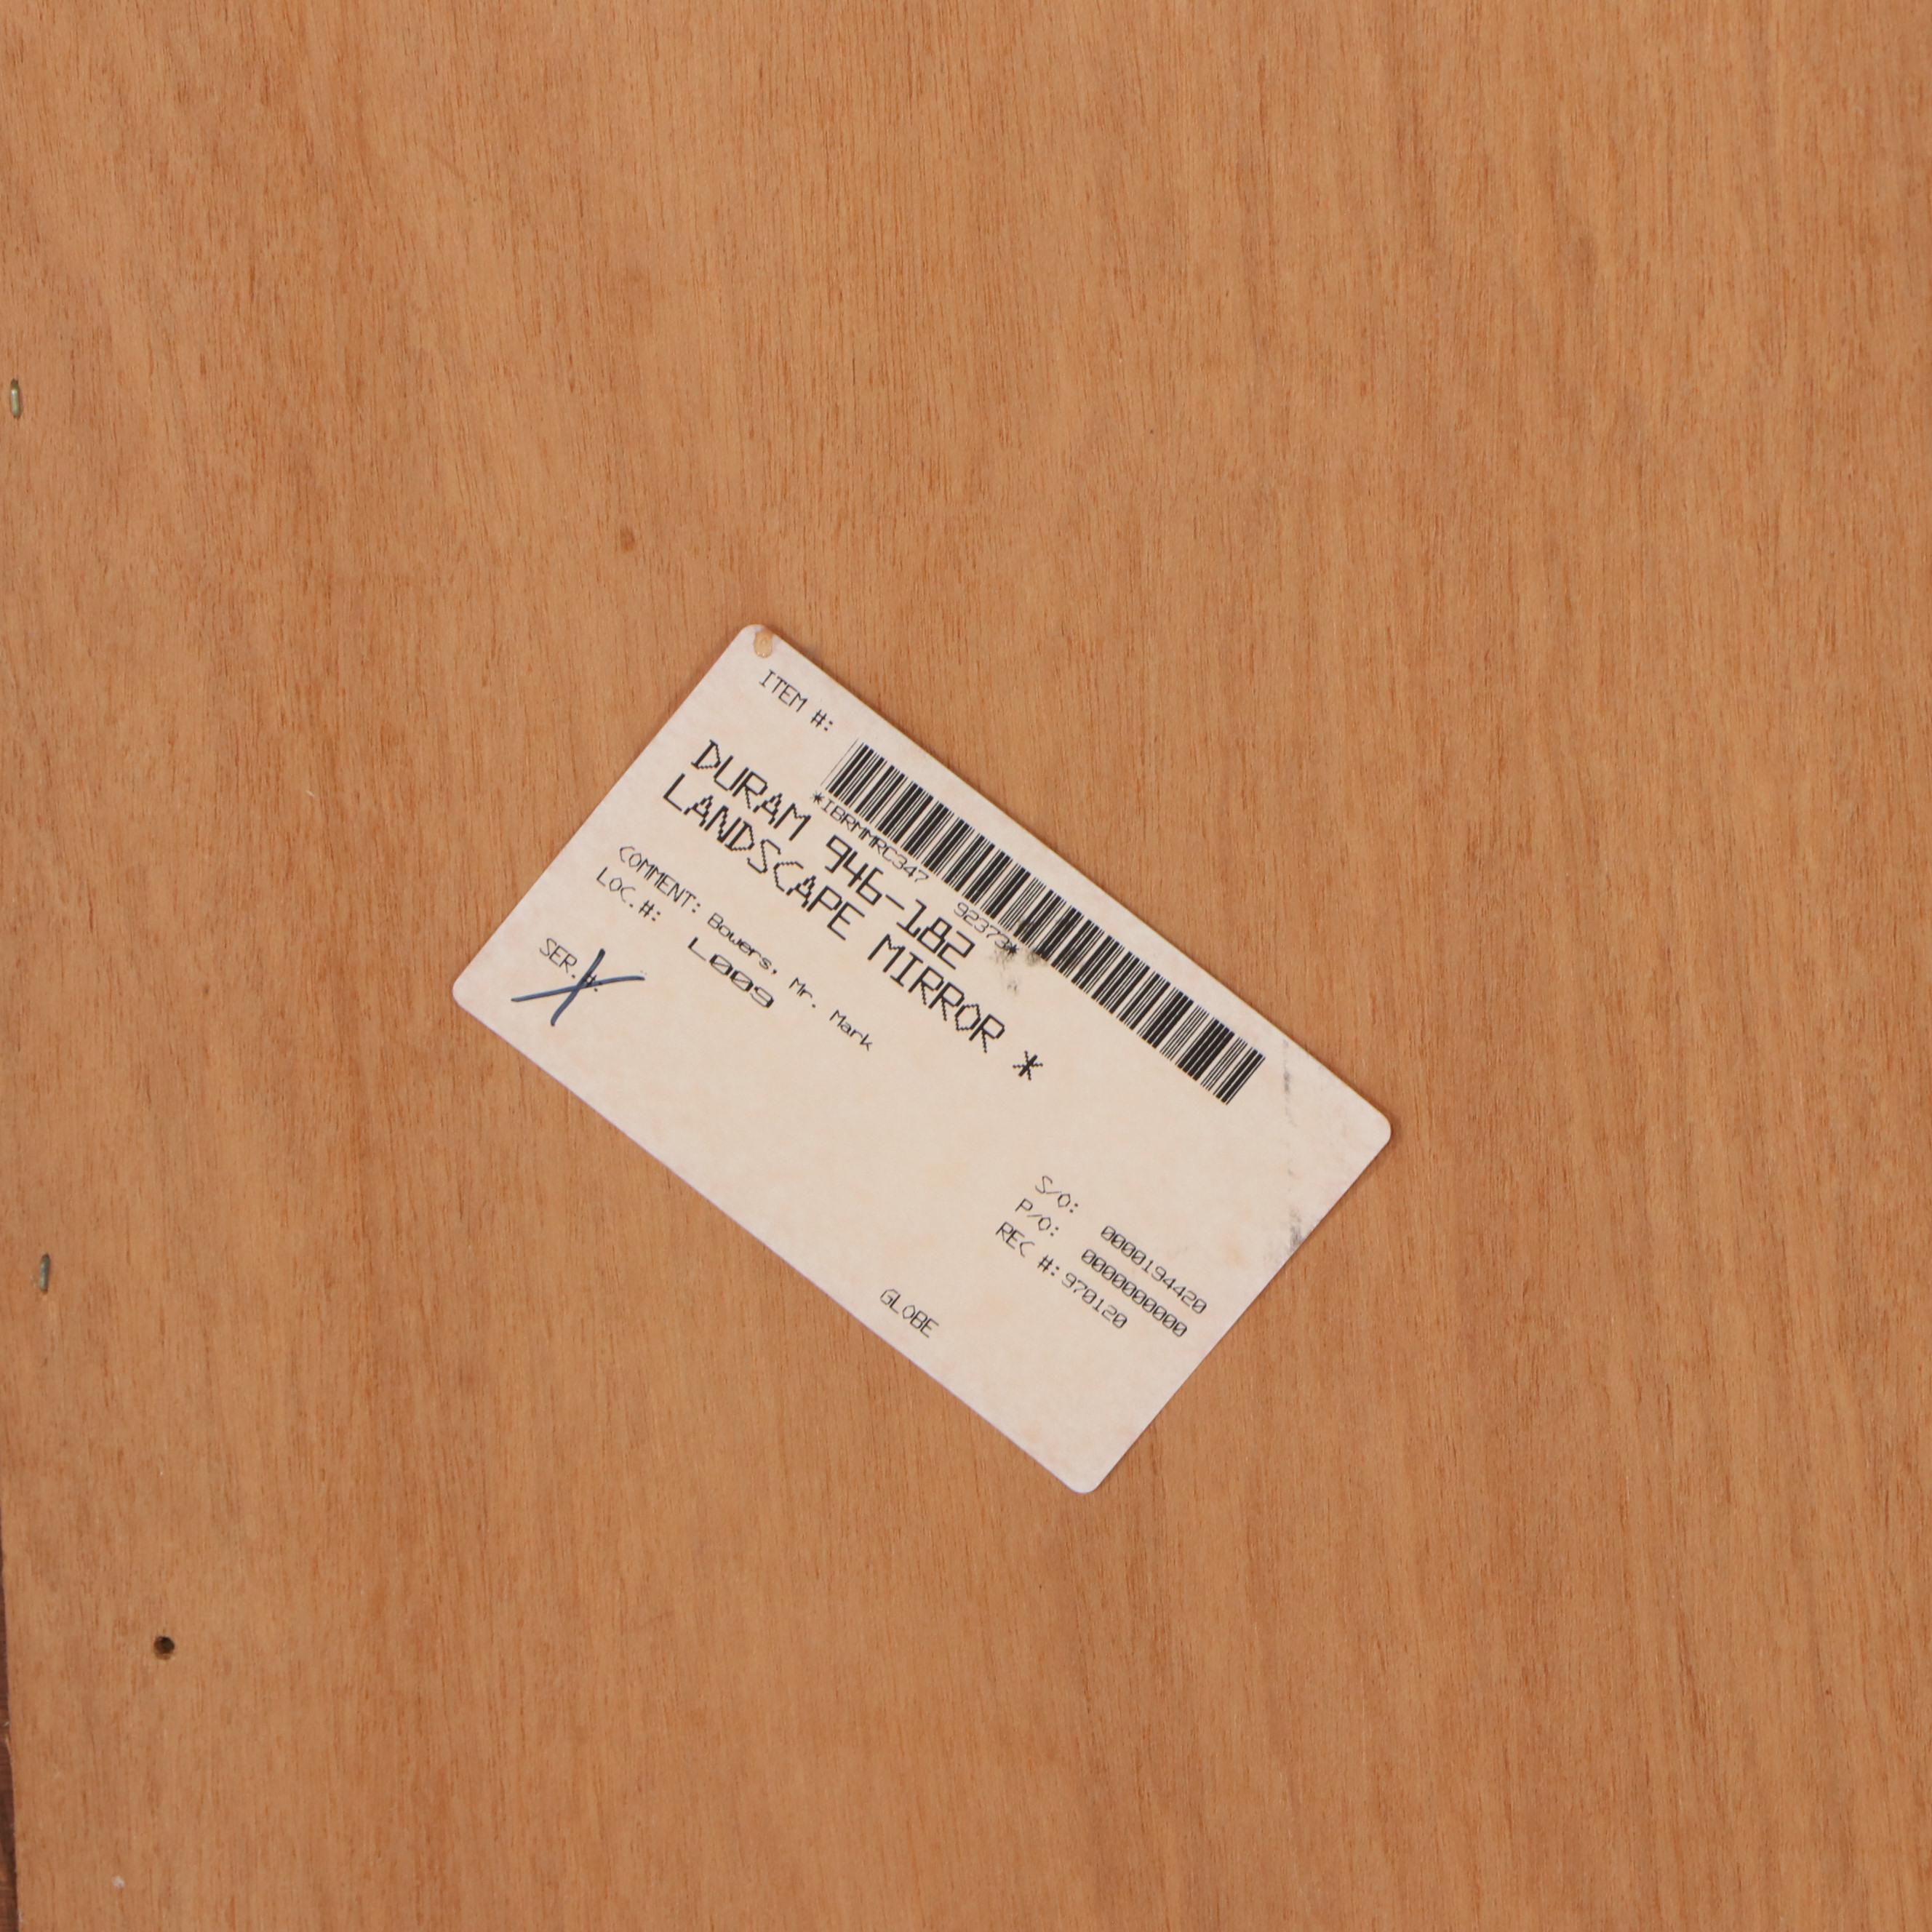 ITEM #:
*IBRMMRC347 92373*
DURAM 946-182
LANDSCAPE MIRROR *
COMMENT: Bowers, Mr. Mark
LOC.#: L009
SER.#:
S/O: 0000194420
P/O: 0000000000
REC #: 970120
GLOBE